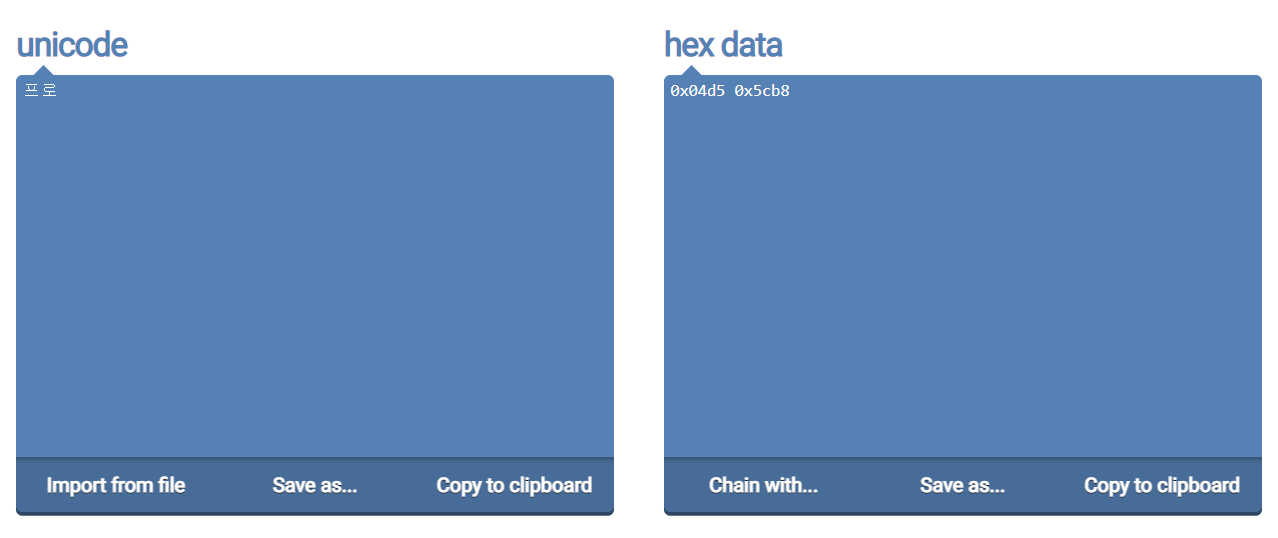 unicode
hex data
프로
0x04d5 0x5cb8
Import from file
Save as...
Copy to clipboard
Chain with...
Save as...
Copy to clipboard